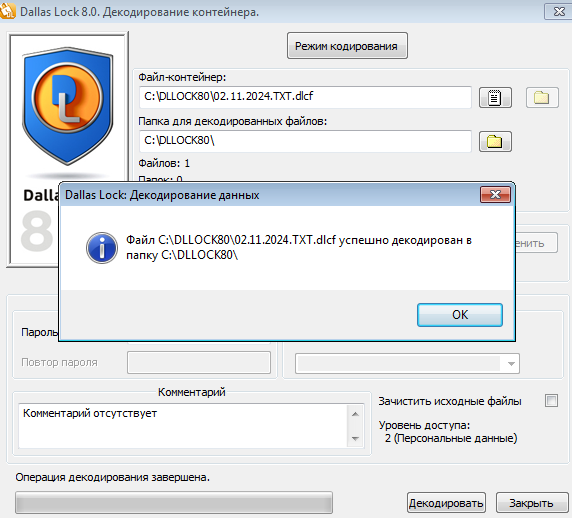 Dallas Lock 8.0. Декодирование контейнера.
Режим кодирования
Файл-контейнер:
C:\DLLOCK80\02.11.2024.TXT.dlcf
Папка для декодированных файлов:
C:\DLLOCK80\
Файлов: 1
Папок: 0
DL
Dallas
8
Dallas Lock: Декодирование данных
Файл C:\DLLOCK80\02.11.2024.TXT.dlcf успешно декодирован в
папку C:\DLLOCK80\
OK
енить
Пароль
Повтор пароля
Комментарий
Комментарий отсутствует
Зачистить исходные файлы
Уровень доступа:
2 (Персональные данные)
Операция декодирования завершена.
Декодировать
Закрыть